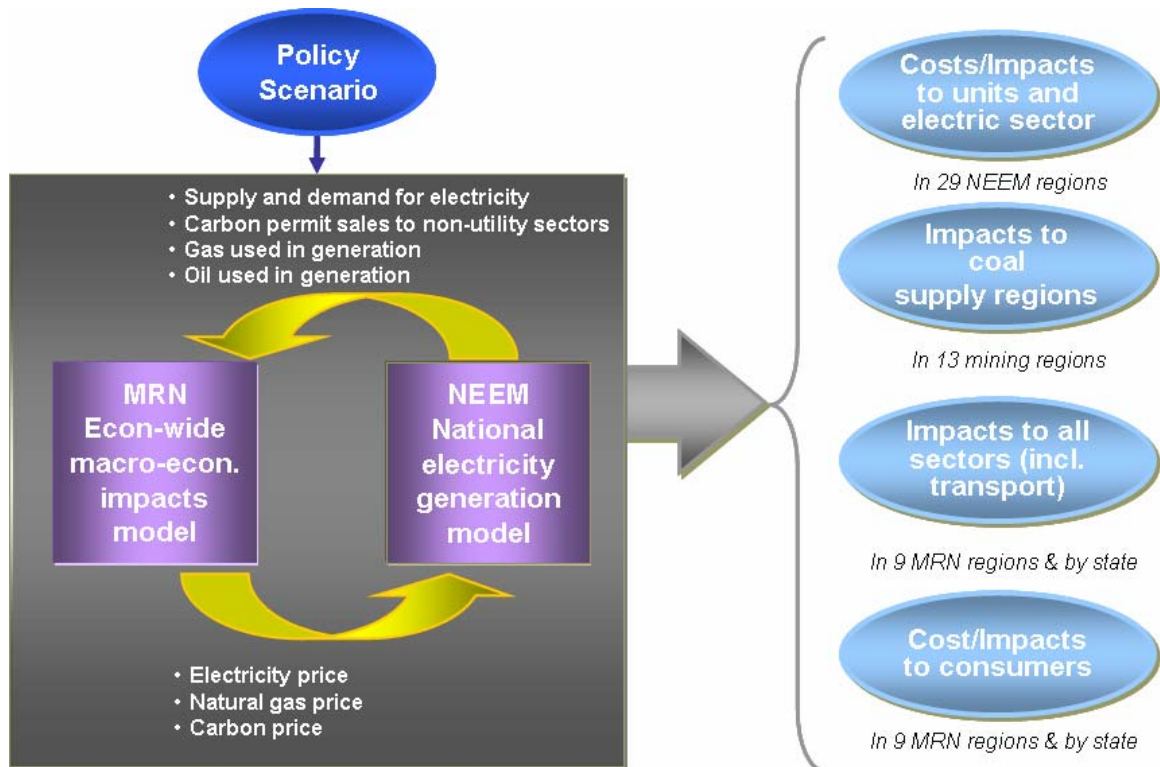 Policy
Scenario
• Supply and demand for electricity
• Carbon permit sales to non-utility sectors
• Gas used in generation
• Oil used in generation
MRN
Econ-wide
macro-econ.
impacts
model
NEEM
National
electricity
generation
model
• Electricity price
• Natural gas price
• Carbon price
Costs/Impacts
to units and
electric sector
In 29 NEEM regions
Impacts to
coal
supply regions
In 13 mining regions
Impacts to all
sectors (incl.
transport)
In 9 MRN regions & by state
Cost/Impacts
to consumers
In 9 MRN regions & by state